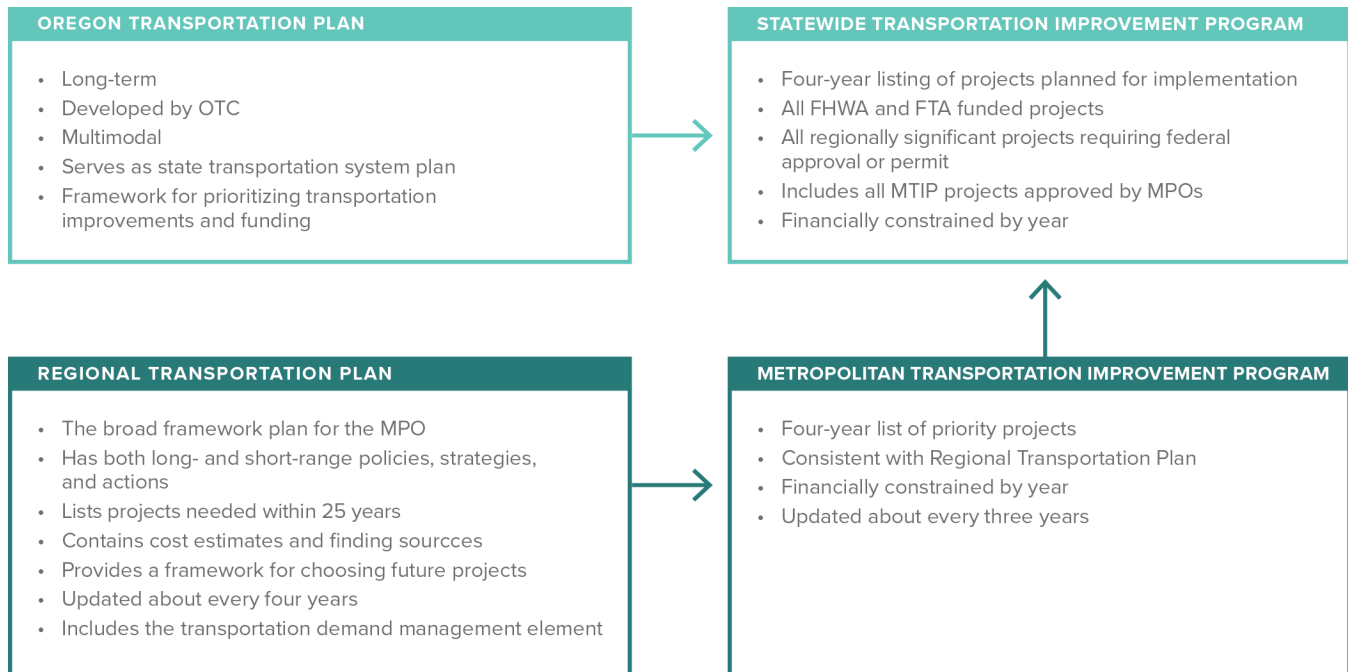 OREGON TRANSPORTATION PLAN
• Long-term
• Developed by OTC
• Multimodal
• Serves as state transportation system plan
• Framework for prioritizing transportation
improvements and funding
STATEWIDE TRANSPORTATION IMPROVEMENT PROGRAM
• Four-year listing of projects planned for implementation
• All FHWA and FTA funded projects
• All regionally significant projects requiring federal
approval or permit
• Includes all MTIP projects approved by MPOs
• Financially constrained by year
REGIONAL TRANSPORTATION PLAN
• The broad framework plan for the MPO
• Has both long- and short-range policies, strategies,
and actions
• Lists projects needed within 25 years
• Contains cost estimates and finding sourcces
• Provides a framework for choosing future projects
• Updated about every four years
• Includes the transportation demand management element
METROPOLITAN TRANSPORTATION IMPROVEMENT PROGRAM
• Four-year list of priority projects
• Consistent with Regional Transportation Plan
• Financially constrained by year
• Updated about every three years